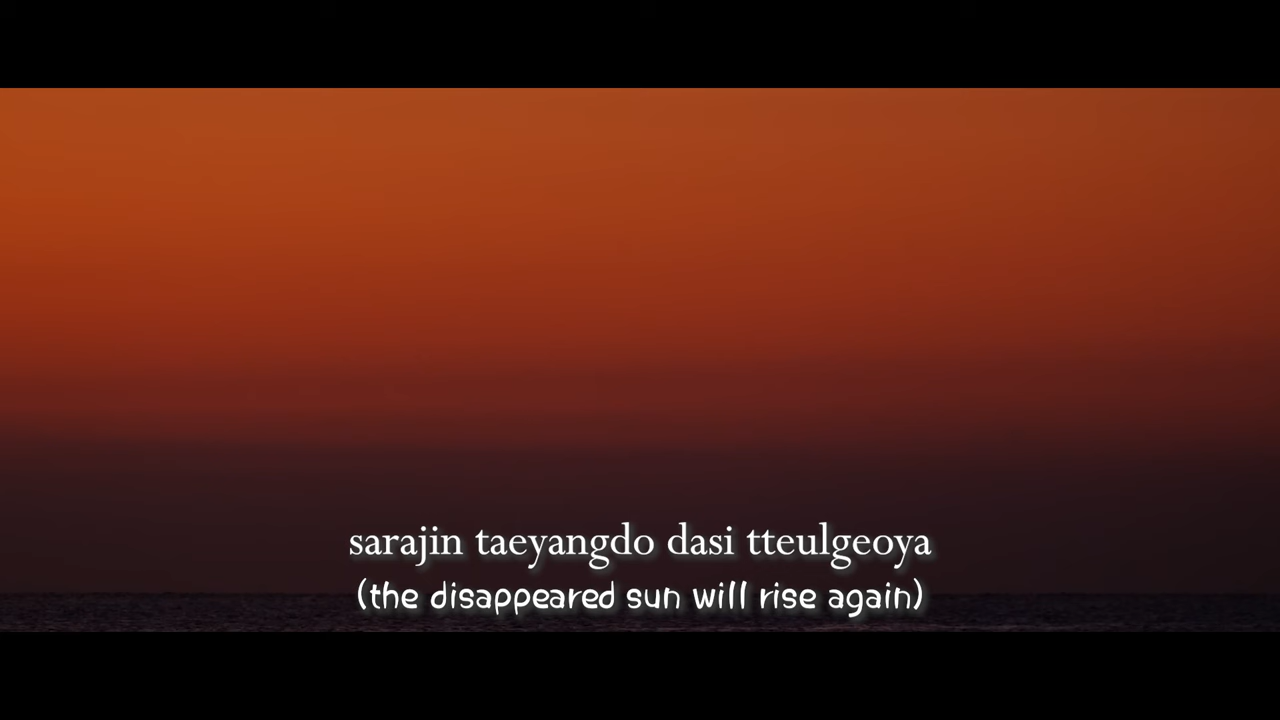 sarajin taeyangdo dasi tteulgeoya
(the disappeared sun will rise again)